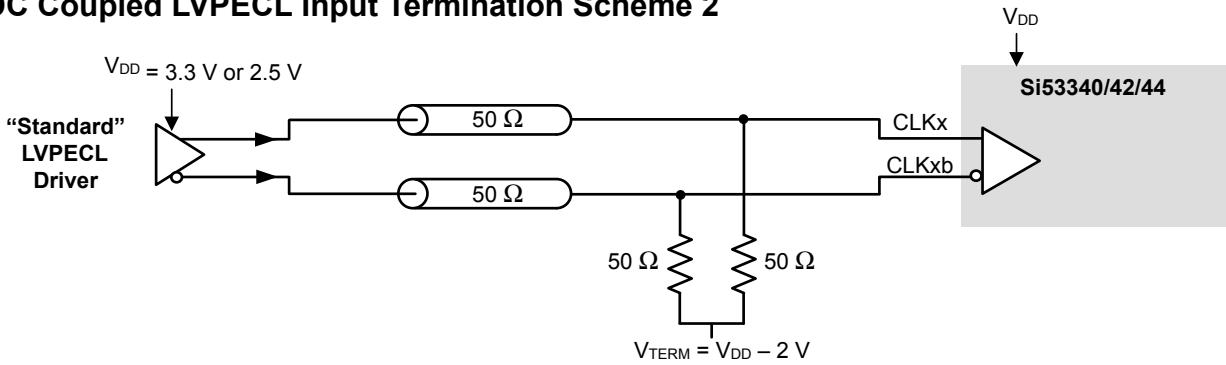 DC Coupled LVPECL Input Termination Scheme 2
VDD
VDD = 3.3 V or 2.5 V
Si53340/42/44
"Standard"
LVPECL
Driver
50 Ω
CLKx
CLKxb
50 Ω
50 Ω
50 Ω
VTERM = VDD – 2 V